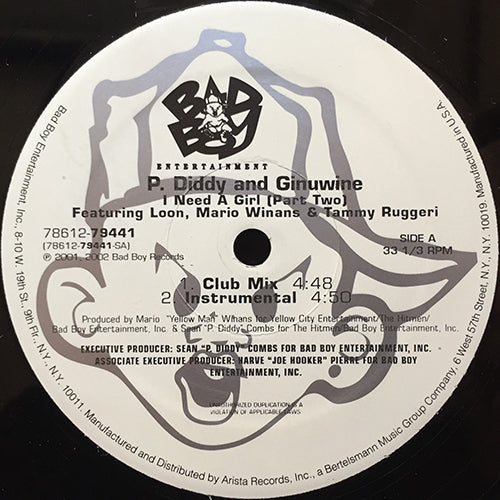 BAD
BOY
ENTERTAINMENT
P. Diddy and Ginuwine
I Need A Girl (Part Two)
Featuring Loon, Mario Winans & Tammy Ruggeri
78612-79441
(78612-79441-SA)
℗ © 2001, 2002 Bad Boy Records
SIDE A
33 1/3 RPM
1. Club Mix 4:48
2. Instrumental 4:50
Produced by Mario "Yellow Man" Winans for Yellow City Entertainment/The Hitmen/
Bad Boy Entertainment, Inc. & Sean "P. Diddy" Combs for The Hitmen/Bad Boy Entertainment, Inc.
EXECUTIVE PRODUCER: SEAN "P. DIDDY" COMBS FOR BAD BOY ENTERTAINMENT, INC.
ASSOCIATE EXECUTIVE PRODUCER: HARVE "JOE HOOKER" PIERRE FOR BAD BOY
ENTERTAINMENT, INC.
UNAUTHORIZED DUPLICATION IS A
VIOLATION OF APPLICABLE LAWS.
Bad Boy Entertainment, Inc., 8-10 W. 19th St., 9th Flr., N.Y., N.Y. 10011. Manufactured and Distributed by Arista Records, Inc., a Bertelsmann Music Group Company, 6 West 57th Street, N.Y., N.Y. 10019. Manufactured in U.S.A.